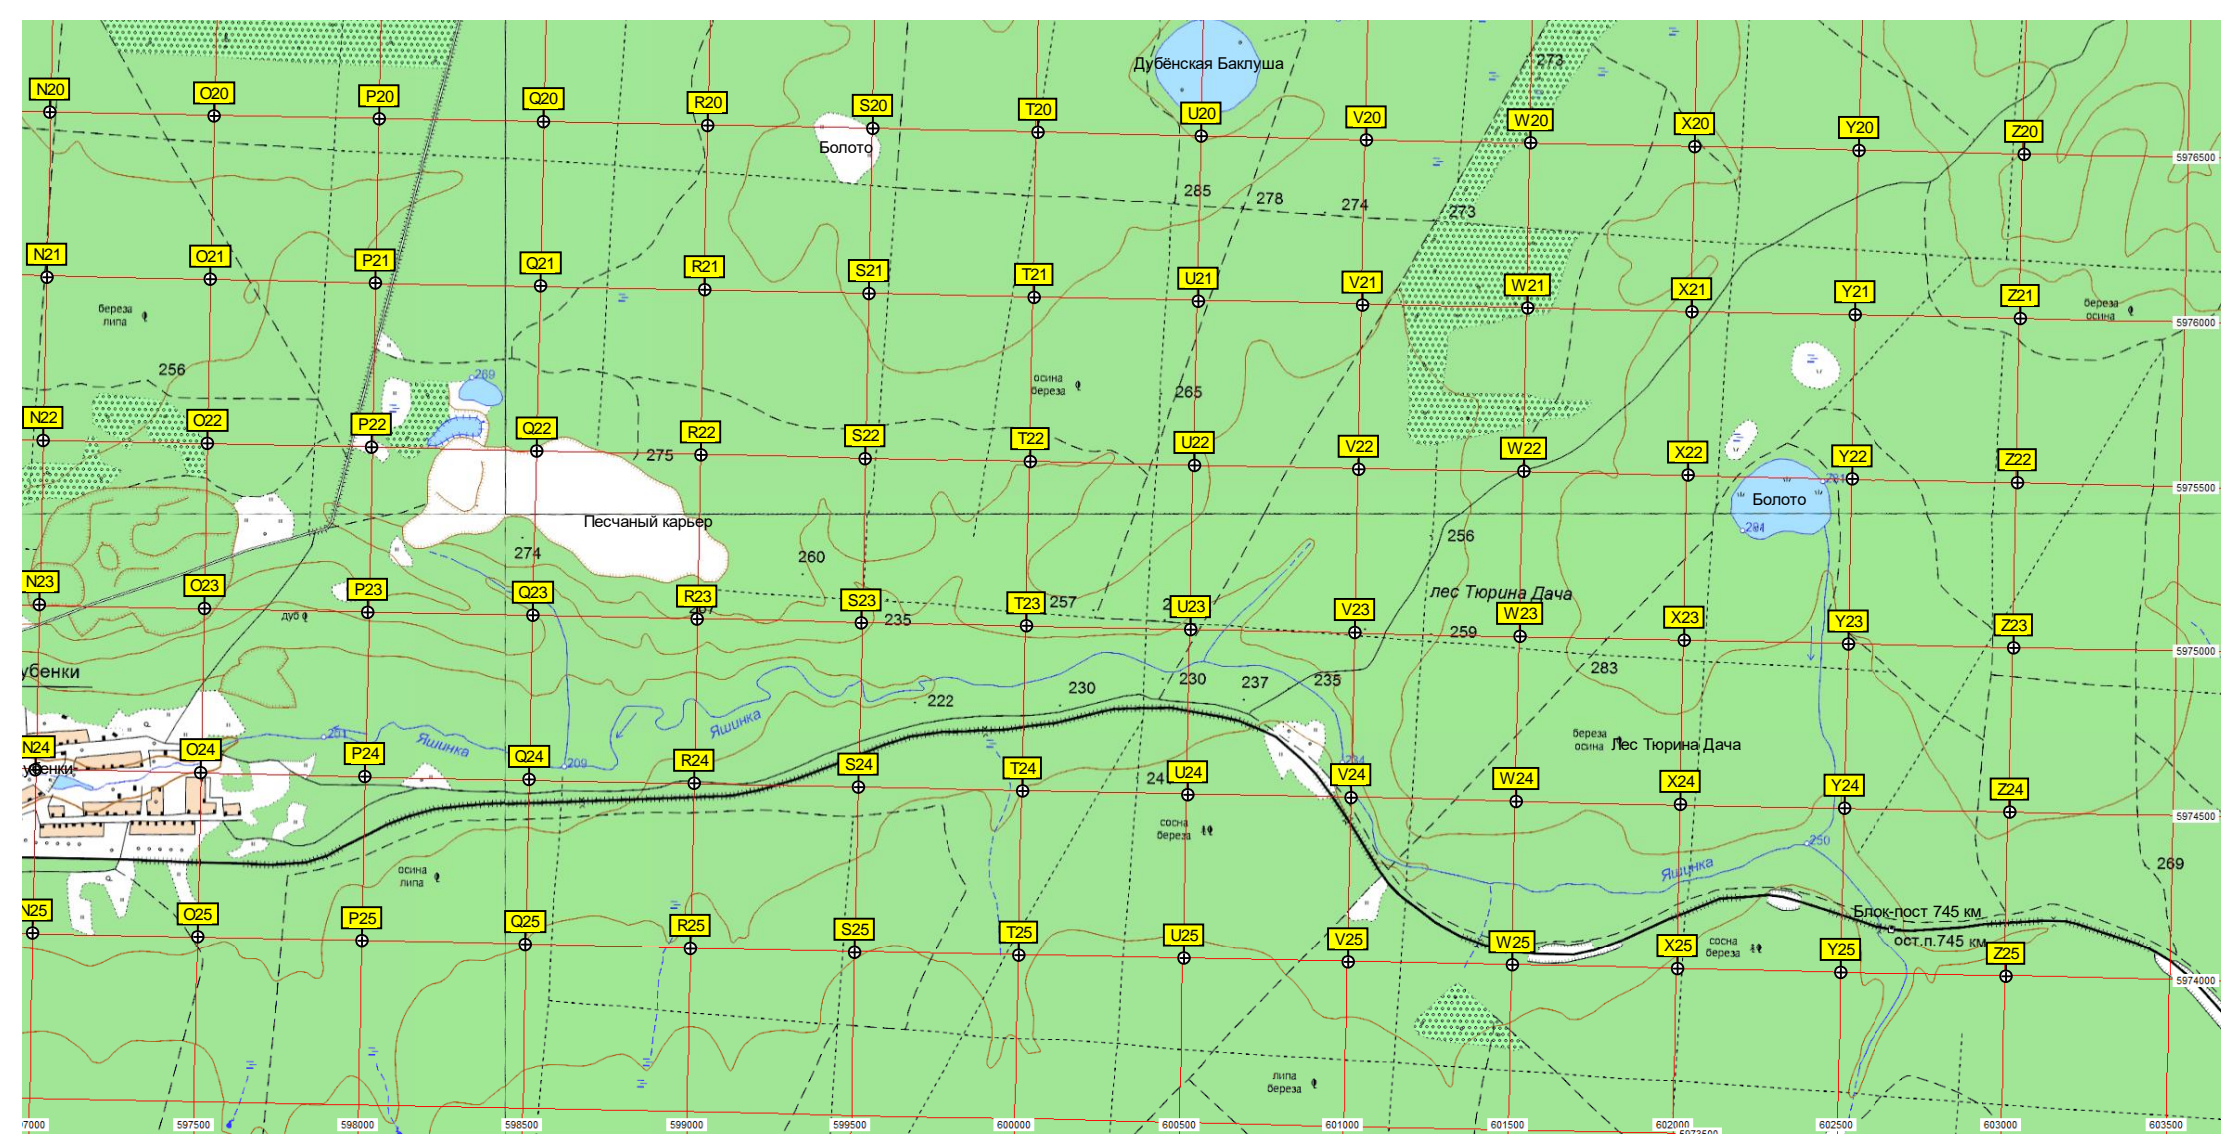 273
Дубёнская Баклуша
N20 O20 P20 Q20 R20 S20 T20 U20 V20 W20 X20 Y20 Z20
Болото
5976500
285 278 274 273
N21 O21 P21 Q21 R21 S21 T21 U21 V21 W21 X21 Y21 Z21
береза
липа
береза
осина
5976000
256
269
осина
береза
265
N22 O22 P22 Q22 R22 S22 T22 U22 V22 W22 X22 Y22 Z22
275
281
5975500
Болото
Песчаный карьер
284
256
274
260
N23 O23 P23 Q23 R23 S23 T23 U23 V23 W23 X23 Y23 Z23
лес Тюрина Дача
257
235
259
дуб
5975000
убенки
283
230 237 235
230
222
Яшинка
Яшинка
береза
осина
Лес Тюрина Дача
N24 O24 P24 Q24 R24 S24 T24 U24 V24 W24 X24 Y24 Z24
209
234
убенки
5974500
сосна
береза
250
269
Яшинка
осина
липа
Блок-пост 745 км
N25 O25 P25 Q25 R25 S25 T25 U25 V25 W25 X25 Y25 Z25
ост.п.745 км
сосна
береза
5974000
липа
береза
597500 598000 598500 599000 599500 600000 600500 601000 601500 602000 602500 603000 603500